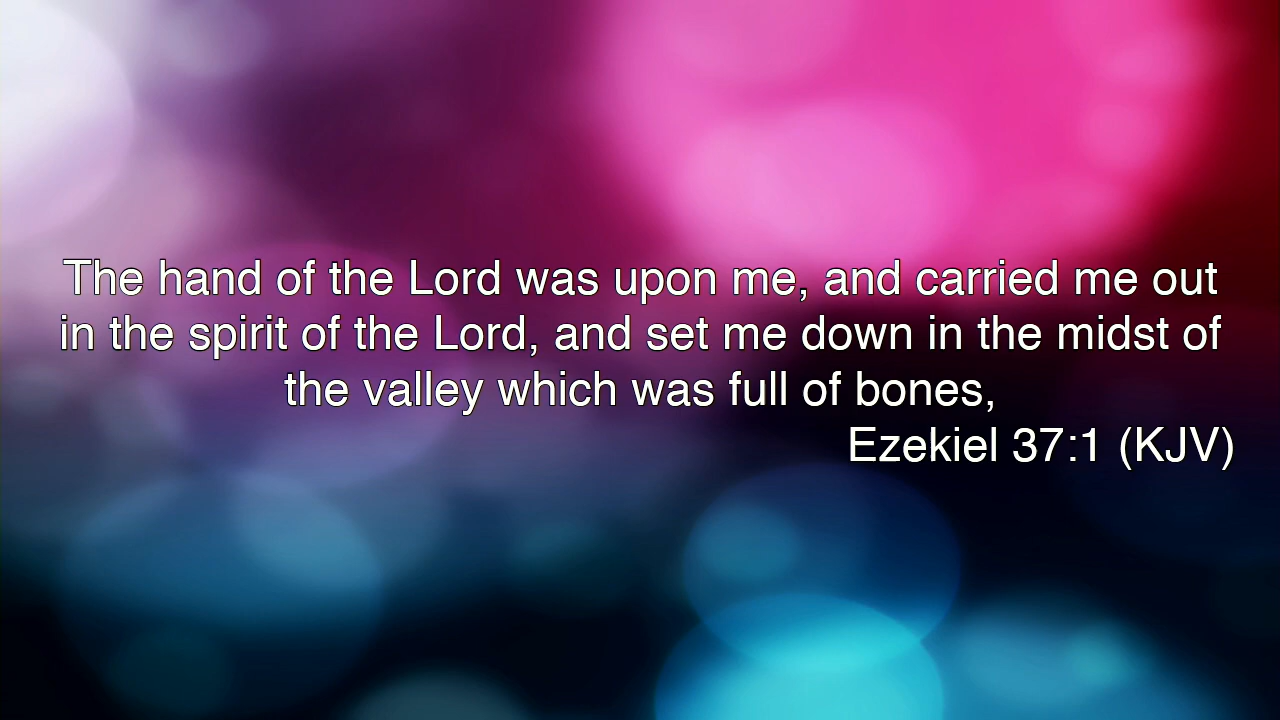 The hand of the Lord was upon me, and carried me out
in the spirit of the Lord, and set me down in the midst of
the valley which was full of bones,
Ezekiel 37:1 (KJV)